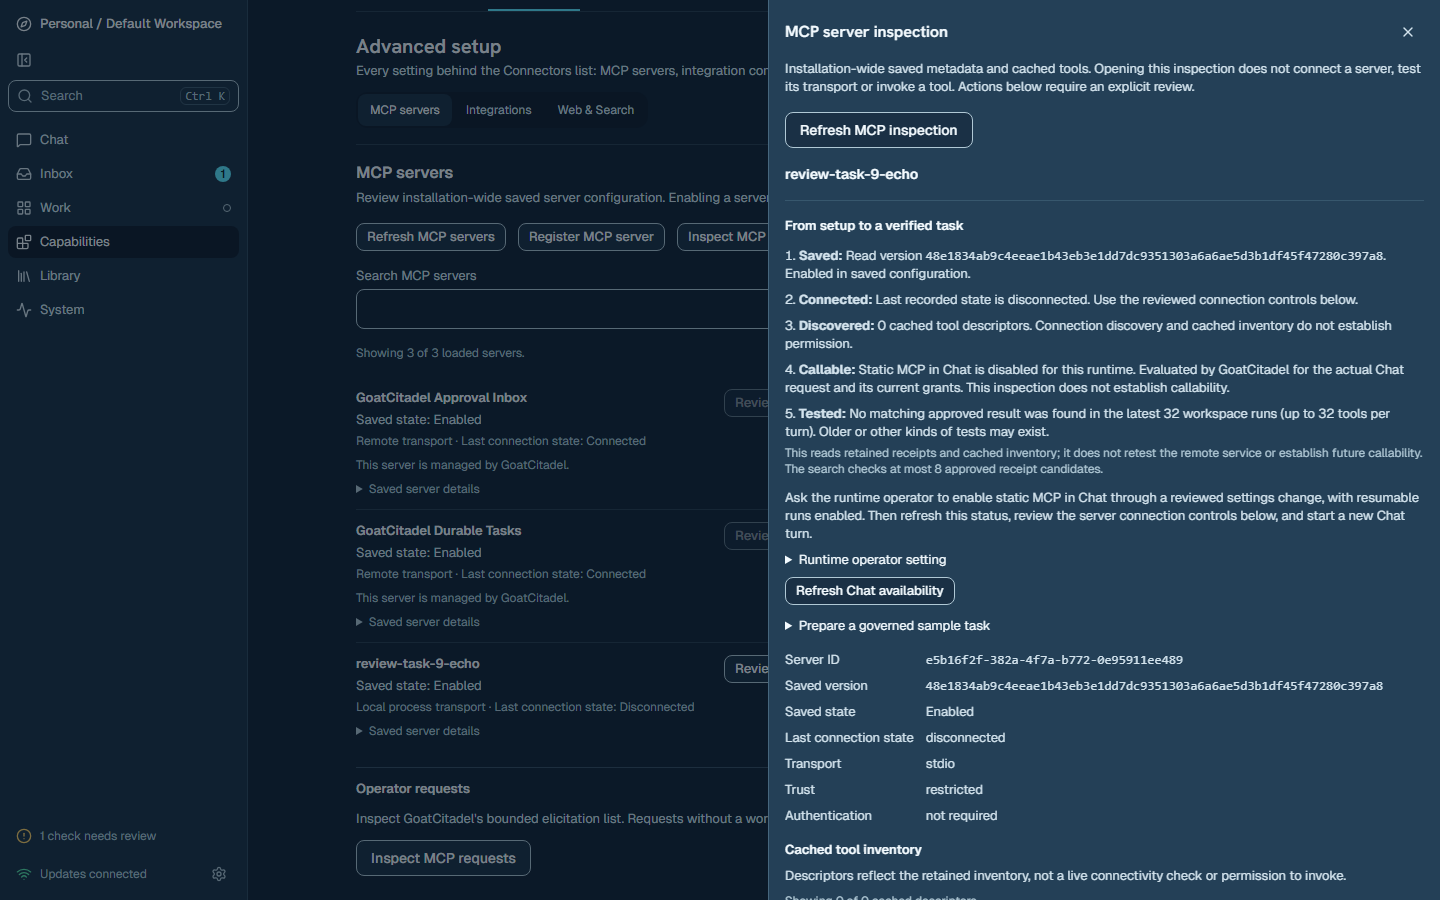 Personal / Default Workspace
Search
Ctrl K
Chat
Inbox
1
Work
Capabilities
Library
System
1 check needs review
Updates connected
Advanced setup
Every setting behind the Connectors list: MCP servers, integration cor
MCP servers
Integrations
Web & Search
MCP servers
Review installation-wide saved server configuration. Enabling a serve
Refresh MCP servers
Register MCP server
Inspect MCP
Search MCP servers
Showing 3 of 3 loaded servers.
GoatCitadel Approval Inbox
Saved state: Enabled
Remote transport · Last connection state: Connected
This server is managed by GoatCitadel.
Saved server details
Revie
GoatCitadel Durable Tasks
Saved state: Enabled
Remote transport · Last connection state: Connected
This server is managed by GoatCitadel.
Saved server details
Revie
review-task-9-echo
Saved state: Enabled
Local process transport · Last connection state: Disconnected
Saved server details
Revie
Operator requests
Inspect GoatCitadel's bounded elicitation list. Requests without a wor
Inspect MCP requests
MCP server inspection
Installation-wide saved metadata and cached tools. Opening this inspection does not connect a server, test
its transport or invoke a tool. Actions below require an explicit review.
Refresh MCP inspection
review-task-9-echo
From setup to a verified task
1. Saved: Read version 48e1834ab9c4eeae1b43eb3e1dd7dc9351303a6a6ae5d3b1df45f47280c397a8.
Enabled in saved configuration.
2. Connected: Last recorded state is disconnected. Use the reviewed connection controls below.
3. Discovered: 0 cached tool descriptors. Connection discovery and cached inventory do not establish
permission.
4. Callable: Static MCP in Chat is disabled for this runtime. Evaluated by GoatCitadel for the actual Chat
request and its current grants. This inspection does not establish callability.
5. Tested: No matching approved result was found in the latest 32 workspace runs (up to 32 tools per
turn). Older or other kinds of tests may exist.
This reads retained receipts and cached inventory; it does not retest the remote service or establish future callability.
The search checks at most 8 approved receipt candidates.
Ask the runtime operator to enable static MCP in Chat through a reviewed settings change, with resumable
runs enabled. Then refresh this status, review the server connection controls below, and start a new Chat
turn.
Runtime operator setting
Refresh Chat availability
Prepare a governed sample task
Server ID e5b16f2f-382a-4f7a-b772-0e95911ee489
Saved version 48e1834ab9c4eeae1b43eb3e1dd7dc9351303a6a6ae5d3b1df45f47280c397a8
Saved state Enabled
Last connection state disconnected
Transport stdio
Trust restricted
Authentication not required
Cached tool inventory
Descriptors reflect the retained inventory, not a live connectivity check or permission to invoke.
Showing 0 of 0 cached descriptors